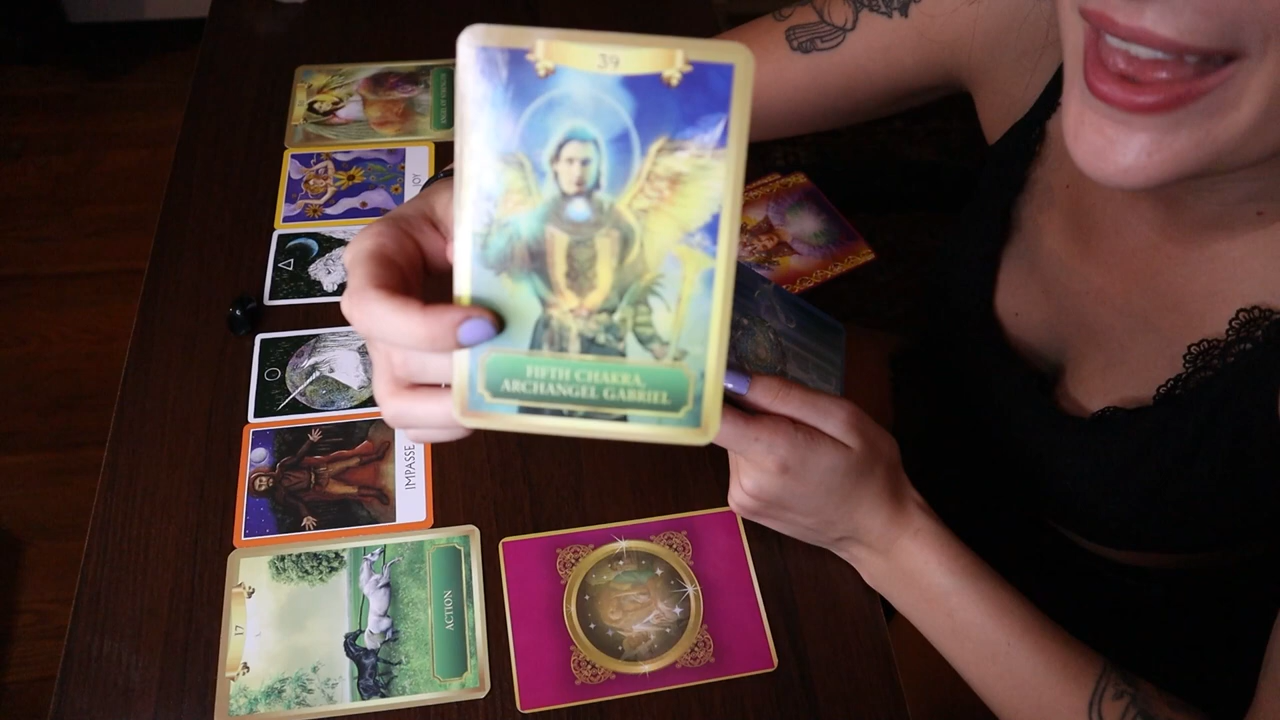 39
FIFTH CHAKRA,
ARCHANGEL GABRIEL
JOY
IMPASSE
17
ACTION